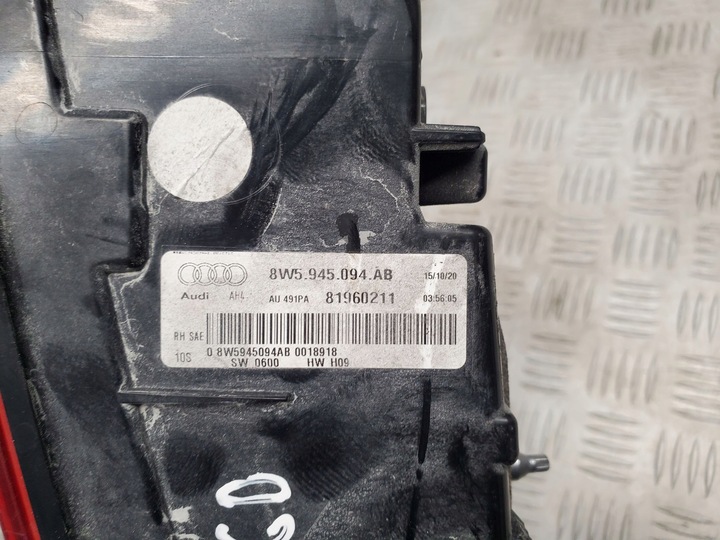 8W5.945.094.AB 15/10/20
Audi AH4 AU 491PA 81960211 03:56:05
RH SAE
10S 0 8W5945094AB 0018918
SW 0600 HW H09